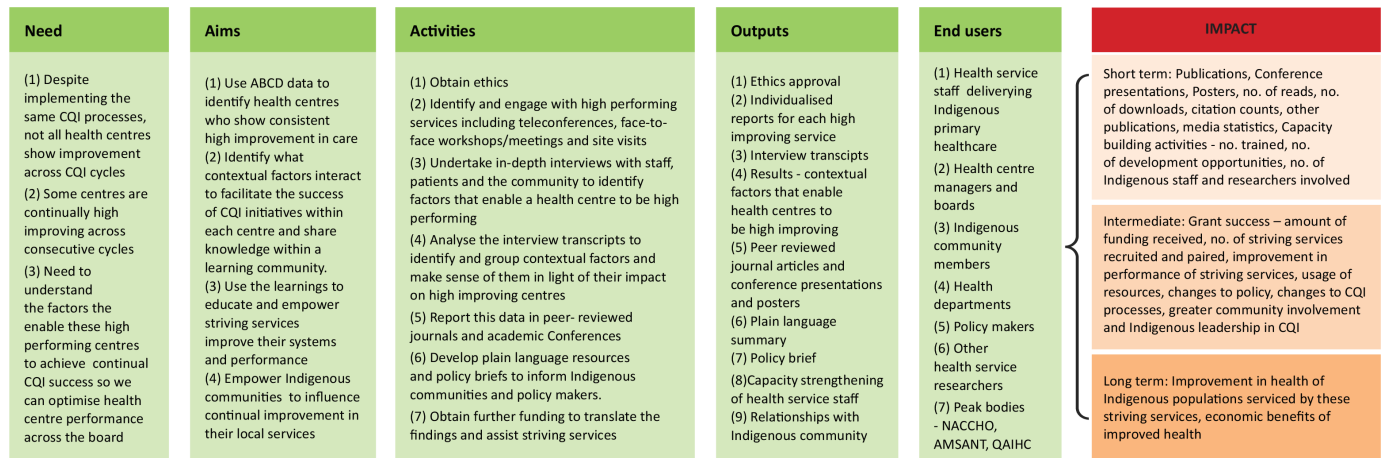 Need
(1) Despite
implementing the
same CQI processes,
not all health centres
show improvement
across CQI cycles
(2) Some centres are
continually high
improving across
consecutive cycles
(3) Need to
understand
the factors the
enable these high
performing centres
to achieve continual
CQI success so we
can optimise health
centre performance
across the board
Aims
(1) Use ABCD data to
identify health centres
who show consistent
high improvement in care
(2) Identify what
contextual factors interact
to facilitate the success
of CQI initiatives within
each centre and share
knowledge within a
learning community.
(3) Use the learnings to
educate and empower
striving services
improve their systems
and performance
(4) Empower Indigenous
communities to influence
continual improvement in
their local services
Activities
(1) Obtain ethics
(2) Identify and engage with high performing
services including teleconferences, face-to-
face workshops/meetings and site visits
(3) Undertake in-depth interviews with staff,
patients and the community to identify
factors that enable a health centre to be high
performing
(4) Analyse the interview transcripts to
identify and group contextual factors and
make sense of them in light of their impact
on high improving centres
(5) Report this data in peer- reviewed
journals and academic Conferences
(6) Develop plain language resources
and policy briefs to inform Indigenous
communities and policy makers.
(7) Obtain further funding to translate the
findings and assist striving services
Outputs
(1) Ethics approval
(2) Individualised
reports for each high
improving service
(3) Interview transcipts
(4) Results - contextual
factors that enable
health centres to
be high improving
(5) Peer reviewed
journal articles and
conference presentations
and posters
(6) Plain language
summary
(7) Policy brief
(8)Capacity strengthening
of health service staff
(9) Relationships with
Indigenous community
End users
(1) Health service
staff deliverying
Indigenous
primary
healthcare
(2) Health centre
managers and
boards
(3) Indigenous
community
members
(4) Health
departments
(5) Policy makers
(6) Other
health service
researchers
(7) Peak bodies
- NACCHO,
AMSANT, QAIHC
IMPACT
Short term: Publications, Conference
presentations, Posters, no. of reads, no.
of downloads, citation counts, other
publications, media statistics, Capacity
building activities - no. trained, no.
of development opportunities, no. of
Indigenous staff and researchers involved
Intermediate: Grant success – amount of
funding received, no. of striving services
recruited and paired, improvement in
performance of striving services, usage of
resources, changes to policy, changes to CQI
processes, greater community involvement
and Indigenous leadership in CQI
Long term: Improvement in health of
Indigenous populations serviced by these
striving services, economic benefits of
improved health